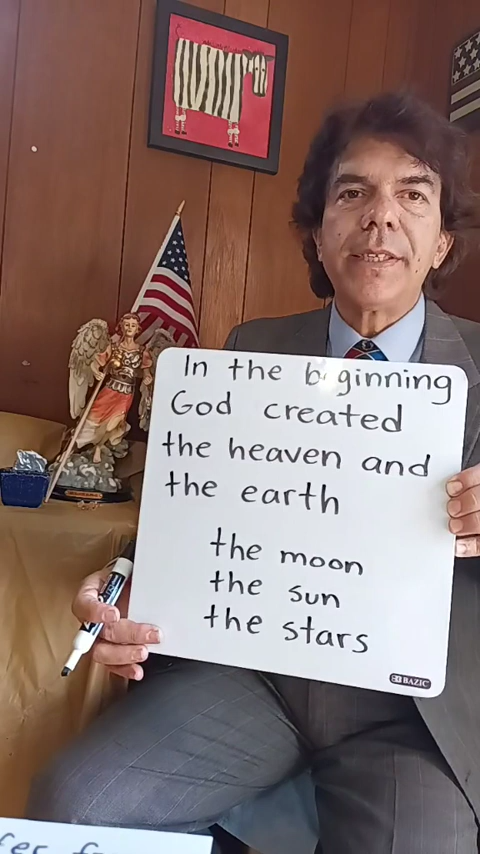 In the beginning
God created
the heaven and
the earth
the moon
the sun
the stars
BAZIC